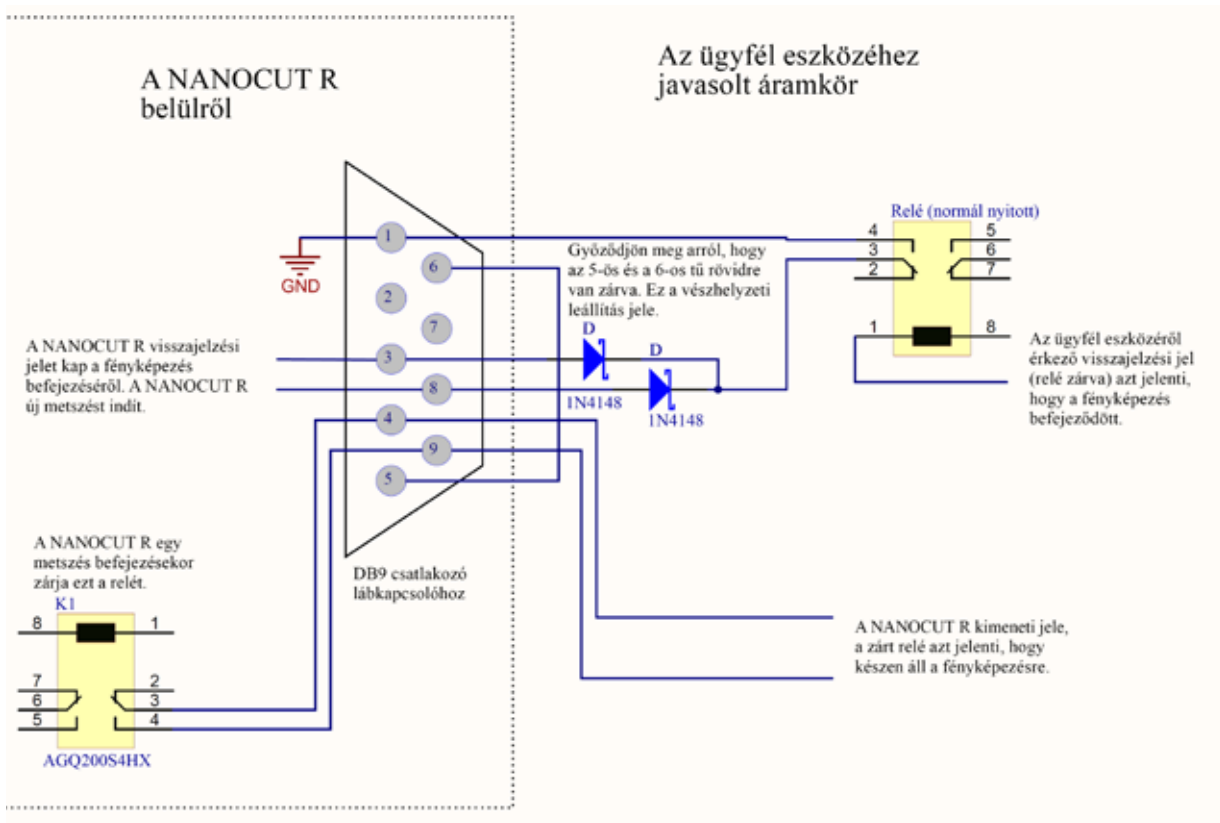 A NANOCUT R
belülről
Az ügyfél eszközéhez
javasolt áramkör
Relé (normál nyitott)
4
5
3
6
2
7
1
8
1
6
2
7
3
8
4
9
5
GND
Győződjön meg arról, hogy
az 5-ös és a 6-os tű rövidre
van zárva. Ez a vészhelyzeti
leállítás jele.
D
D
1N4148
1N4148
A NANOCUT R visszajelzési
jelet kap a fényképezés
befejezéséről. A NANOCUT R
új metszést indít.
Az ügyfél eszközéről
érkező visszajelzési jel
(relé zárva) azt jelenti,
hogy a fényképezés
befejeződött.
A NANOCUT R egy
metszés befejezésekor
zárja ezt a relét.
K1
8
1
7
2
6
3
5
4
AGQ200S4HX
DB9 csatlakozó
lábkapcsolóhoz
A NANOCUT R kimeneti jele,
a zárt relé azt jelenti, hogy
készen áll a fényképezésre.